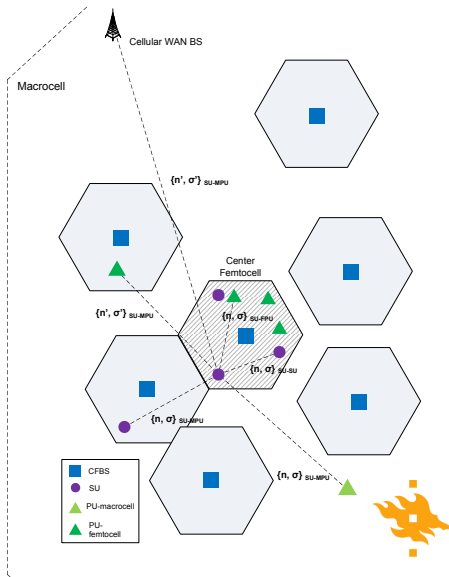 Cellular WAN BS
Macrocell
{n', σ'} SU-MPU
Center
Femtocell
{n', σ'} SU-MPU
{n, σ} SU-FPU
{n, σ} SU-SU
{n, σ} SU-MPU
{n, σ} SU-MPU
CFBS
SU
PU-macrocell
PU-
femtocell